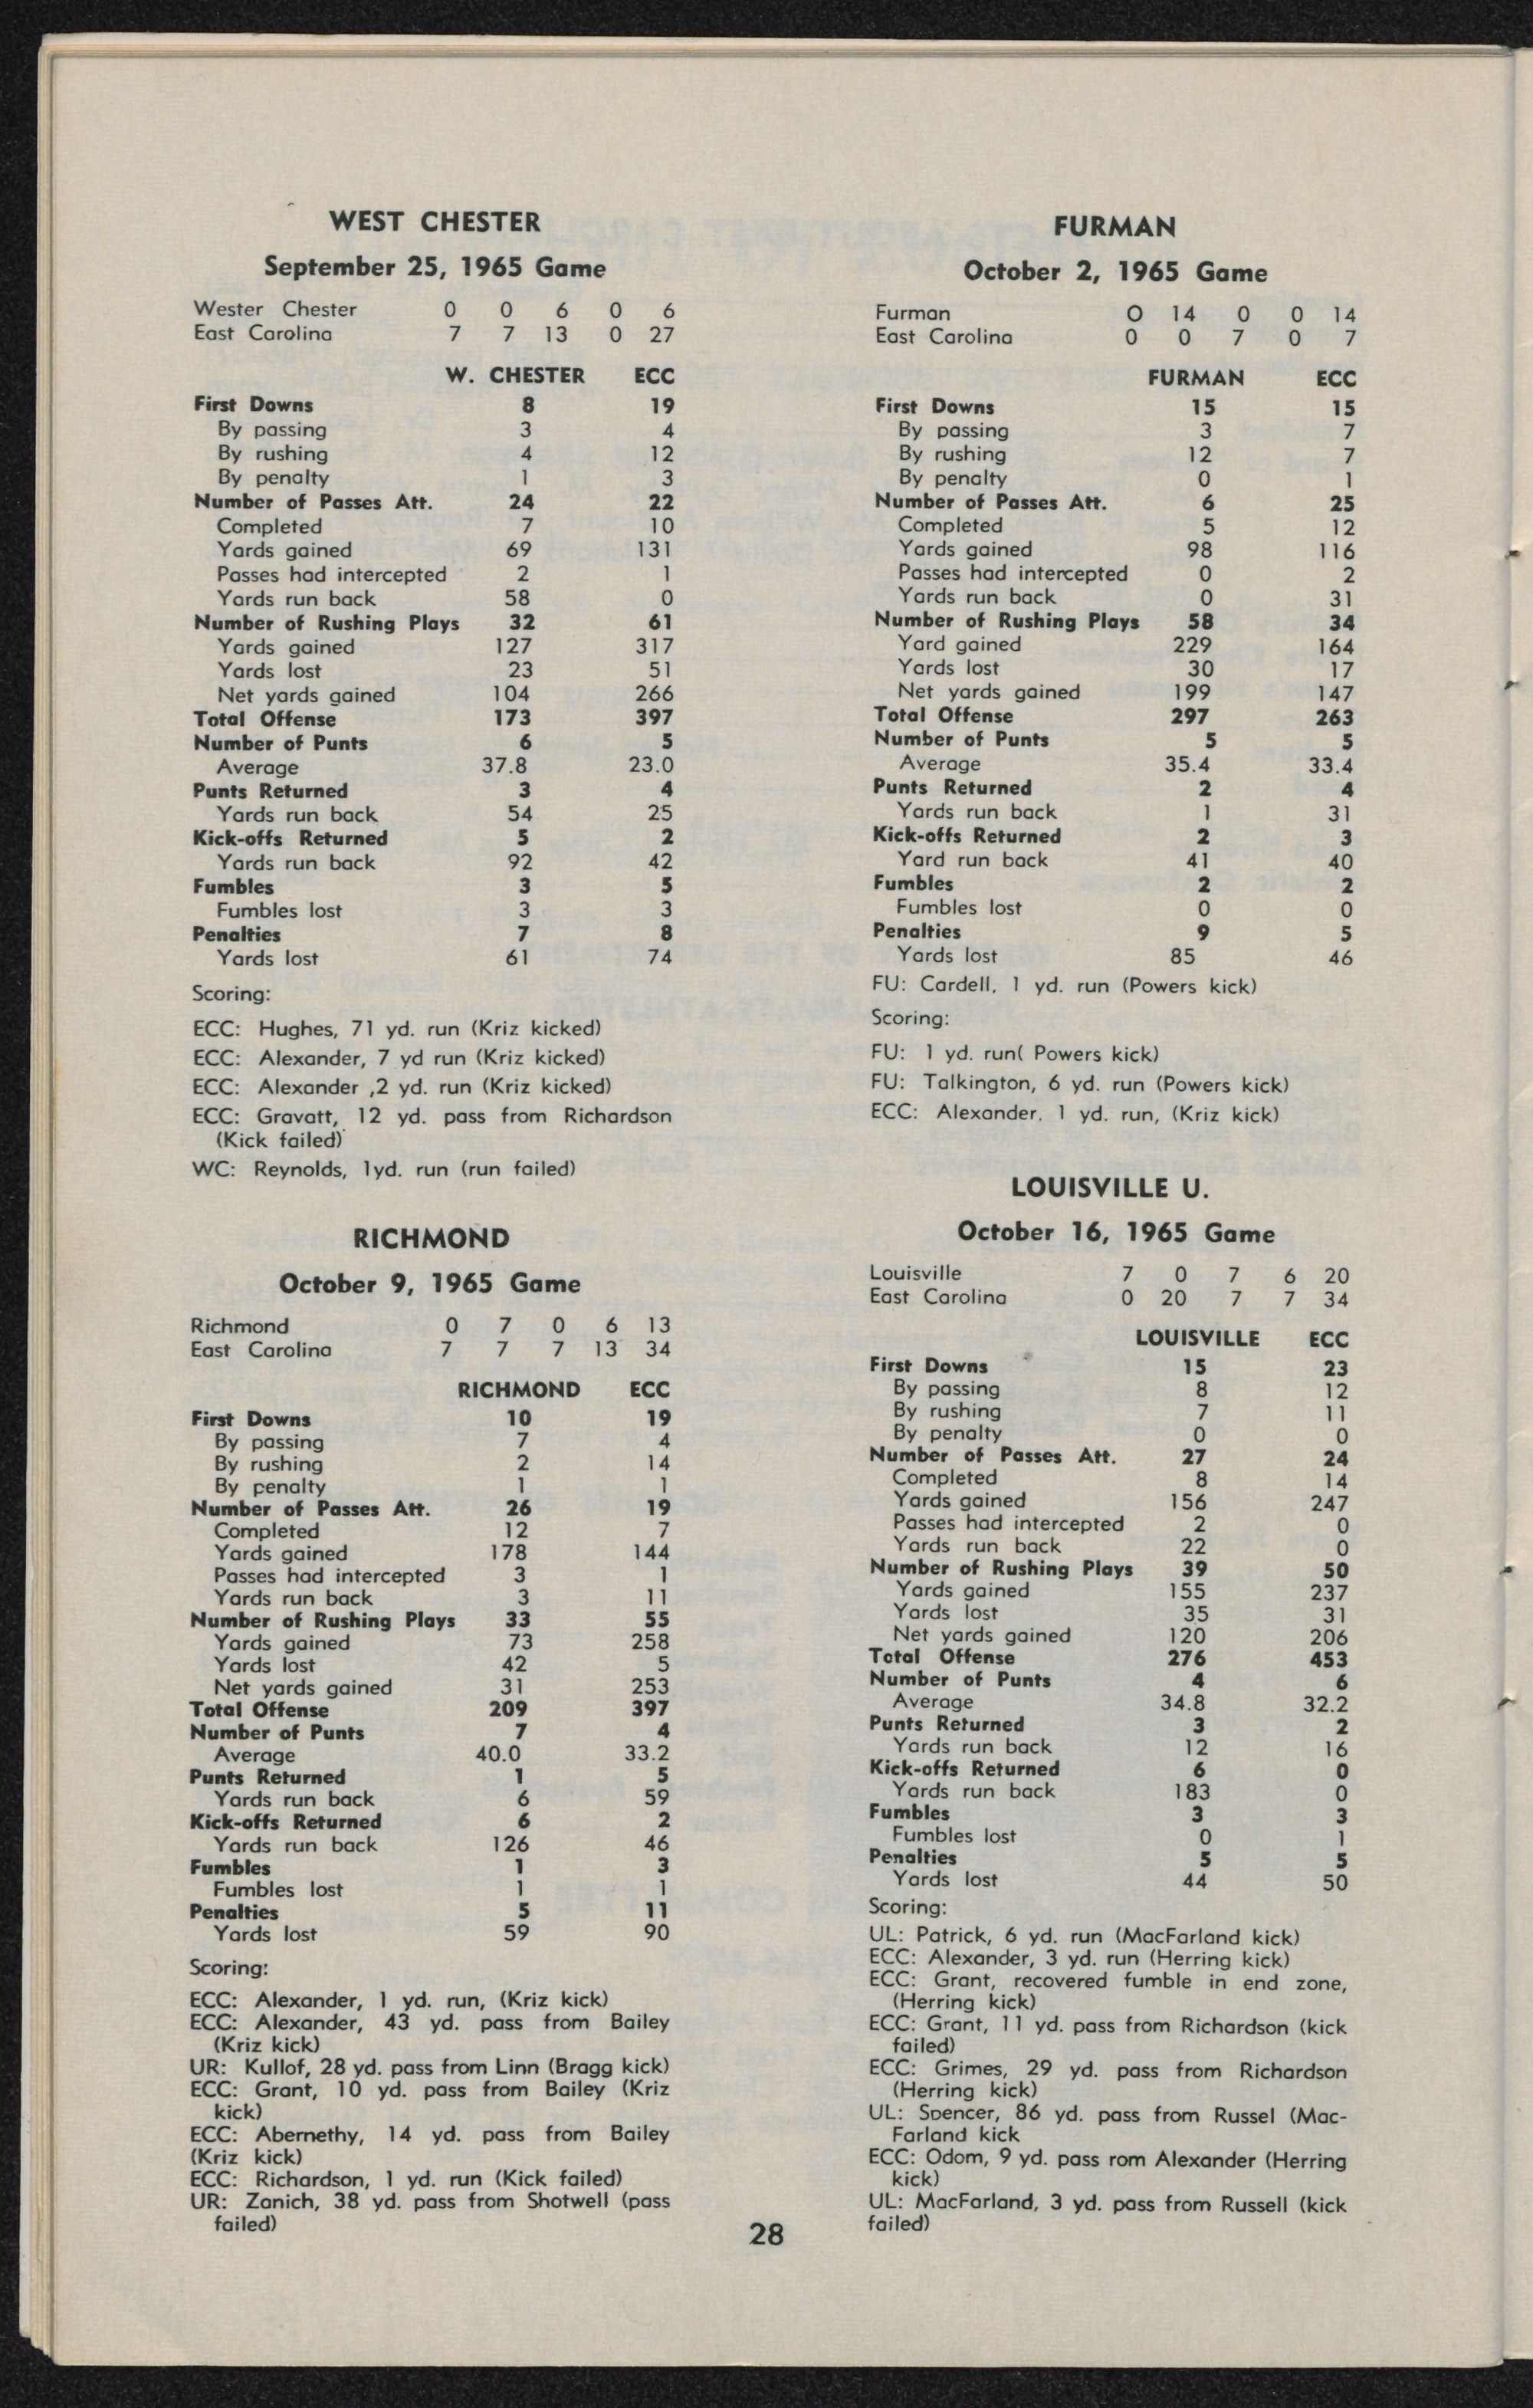 WEST CHESTER
September 25, 1965 Game
Wester Chester 0 0 6 0 6
East Carolina 7 7 13 0 27
W. CHESTER ECC
First Downs 8 19
By passing 3 4
By rushing 4 12
By penalty 1 3
Number of Passes Att. 24 22
Completed 7 10
Yards gained 69 131
Passes had intercepted 2 1
Yards run back 58 0
Number of Rushing Plays 32 61
Yards gained 127 317
Yards lost 23 51
Net yards gained 104 266
Total Offense 173 397
Number of Punts 6 5
Average 37.8 23.0
Punts Returned 3 4
Yards run back 54 25
Kick-offs Returned 5 2
Yards run back 92 42
Fumbles 3 5
Fumbles lost 3 3
Penalties 7 8
Yards lost 61 74
Scoring:
ECC: Hughes, 71 yd. run (Kriz kicked)
ECC: Alexander, 7 yd run (Kriz kicked)
ECC: Alexander ,2 yd. run (Kriz kicked)
ECC: Gravatt, 12 yd. pass from Richardson
(Kick failed)
WC: Reynolds, 1yd. run (run failed)
RICHMOND
October 9, 1965 Game
Richmond 0 7 0 6 13
East Carolina 7 7 7 13 34
RICHMOND ECC
First Downs 10 19
By passing 7 4
By rushing 2 14
By penalty 1 1
Number of Passes Att. 26 19
Completed 12 7
Yards gained 178 144
Passes had intercepted 3 1
Yards run back 3 11
Number of Rushing Plays 33 55
Yards gained 73 258
Yards lost 42 5
Net yards gained 31 253
Total Offense 209 397
Number of Punts 7 4
Average 40.0 33.2
Punts Returned 1 5
Yards run back 6 59
Kick-offs Returned 6 2
Yards run back 126 46
Fumbles 1 3
Fumbles lost 1 1
Penalties 5 11
Yards lost 59 90
Scoring:
ECC: Alexander, 1 yd. run, (Kriz kick)
ECC: Alexander, 43 yd. pass from Bailey
(Kriz kick)
UR: Kullof, 28 yd. pass from Linn (Bragg kick)
ECC: Grant, 10 yd. pass from Bailey (Kriz
kick)
ECC: Abernethy, 14 yd. pass from Bailey
(Kriz kick)
ECC: Richardson, 1 yd. run (Kick failed)
UR: Zanich, 38 yd. pass from Shotwell (pass
failed)
FURMAN
October 2, 1965 Game
Furman O 14 0 0 14
East Carolina 0 0 7 0 7
FURMAN ECC
First Downs 15 15
By passing 3 7
By rushing 12 7
By penalty 0 1
Number of Passes Att. 6 25
Completed 5 12
Yards gained 98 116
Passes had intercepted 0 2
Yards run back 0 31
Number of Rushing Plays 58 34
Yard gained 229 164
Yards lost 30 17
Net yards gained 199 147
Total Offense 297 263
Number of Punts 5 5
Average 35.4 33.4
Punts Returned 2 4
Yards run back 1 31
Kick-offs Returned 2 3
Yard run back 41 40
Fumbles 2 2
Fumbles lost 0 0
Penalties 9 5
Yards lost 85 46
FU: Cardell, 1 yd. run (Powers kick)
Scoring:
FU: 1 yd. run( Powers kick)
FU: Talkington, 6 yd. run (Powers kick)
ECC: Alexander. 1 yd. run, (Kriz kick)
LOUISVILLE U.
October 16, 1965 Game
Louisville 7 0 7 6 20
East Carolina 0 20 7 7 34
LOUISVILLE ECC
First Downs 15 23
By passing 8 12
By rushing 7 11
By penalty 0 0
Number of Passes Att. 27 24
Completed 8 14
Yards gained 156 247
Passes had intercepted 2 0
Yards run back 22 0
Number of Rushing Plays 39 50
Yards gained 155 237
Yards lost 35 31
Net yards gained 120 206
Total Offense 276 453
Number of Punts 4 6
Average 34.8 32.2
Punts Returned 3 2
Yards run back 12 16
Kick-offs Returned 6 0
Yards run back 183 0
Fumbles 3 3
Fumbles lost 0 1
Penalties 5 5
Yards lost 44 50
Scoring:
UL: Patrick, 6 yd. run (MacFarland kick)
ECC: Alexander, 3 yd. run (Herring kick)
ECC: Grant, recovered fumble in end zone,
(Herring kick)
ECC: Grant, 11 yd. pass from Richardson (kick
failed)
ECC: Grimes, 29 yd. pass from Richardson
(Herring kick)
UL: Spencer, 86 yd. pass from Russel (Mac-
Farland kick
ECC: Odom, 9 yd. pass rom Alexander (Herring
kick)
UL: MacFarland, 3 yd. pass from Russell (kick
failed)
28